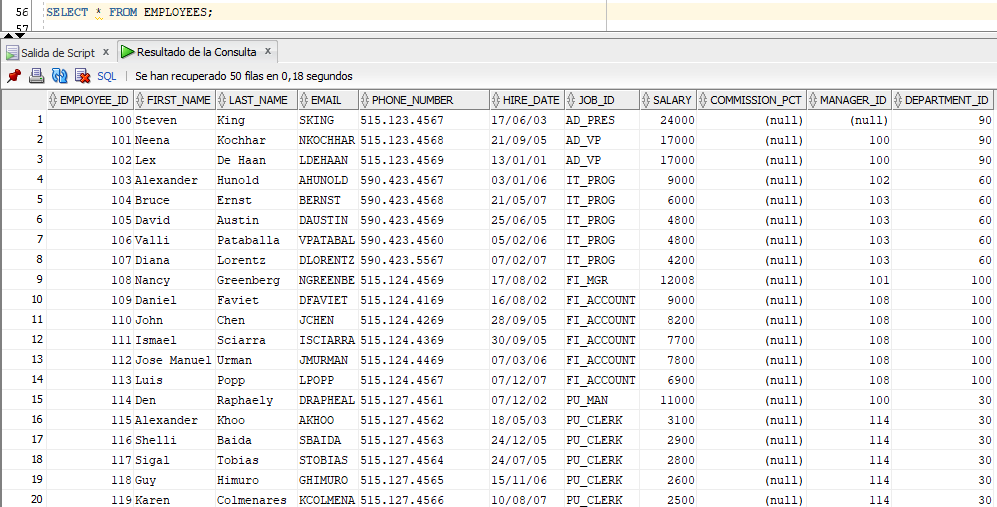 56 SELECT * FROM EMPLOYEES;
57
Salida de Script x Resultado de la Consulta x
SQL | Se han recuperado 50 filas en 0,18 segundos
EMPLOYEE_ID FIRST_NAME LAST_NAME EMAIL PHONE_NUMBER HIRE_DATE JOB_ID SALARY COMMISSION_PCT MANAGER_ID DEPARTMENT_ID
1 100 Steven King SKING 515.123.4567 17/06/03 AD_PRES 24000 (null) (null) 90
2 101 Neena Kochhar NKOCHHAR 515.123.4568 21/09/05 AD_VP 17000 (null) 100 90
3 102 Lex De Haan LDEHAAN 515.123.4569 13/01/01 AD_VP 17000 (null) 100 90
4 103 Alexander Hunold AHUNOLD 590.423.4567 03/01/06 IT_PROG 9000 (null) 102 60
5 104 Bruce Ernst BERNST 590.423.4568 21/05/07 IT_PROG 6000 (null) 103 60
6 105 David Austin DAUSTIN 590.423.4569 25/06/05 IT_PROG 4800 (null) 103 60
7 106 Valli Pataballa VPATABAL 590.423.4560 05/02/06 IT_PROG 4800 (null) 103 60
8 107 Diana Lorentz DLORENTZ 590.423.5567 07/02/07 IT_PROG 4200 (null) 103 60
9 108 Nancy Greenberg NGREENBE 515.124.4569 17/08/02 FI_MGR 12008 (null) 101 100
10 109 Daniel Faviet DFAVIET 515.124.4169 16/08/02 FI_ACCOUNT 9000 (null) 108 100
11 110 John Chen JCHEN 515.124.4269 28/09/05 FI_ACCOUNT 8200 (null) 108 100
12 111 Ismael Sciarra ISCIARRA 515.124.4369 30/09/05 FI_ACCOUNT 7700 (null) 108 100
13 112 Jose Manuel Urman JMURMAN 515.124.4469 07/03/06 FI_ACCOUNT 7800 (null) 108 100
14 113 Luis Popp LPOPP 515.124.4567 07/12/07 FI_ACCOUNT 6900 (null) 108 100
15 114 Den Raphaely DRAPHEAL 515.127.4561 07/12/02 PU_MAN 11000 (null) 100 30
16 115 Alexander Khoo AKHOO 515.127.4562 18/05/03 PU_CLERK 3100 (null) 114 30
17 116 Shelli Baida SBAIDA 515.127.4563 24/12/05 PU_CLERK 2900 (null) 114 30
18 117 Sigal Tobias STOBIAS 515.127.4564 24/07/05 PU_CLERK 2800 (null) 114 30
19 118 Guy Himuro GHIMURO 515.127.4565 15/11/06 PU_CLERK 2600 (null) 114 30
20 119 Karen Colmenares KCOLMENA 515.127.4566 10/08/07 PU_CLERK 2500 (null) 114 30